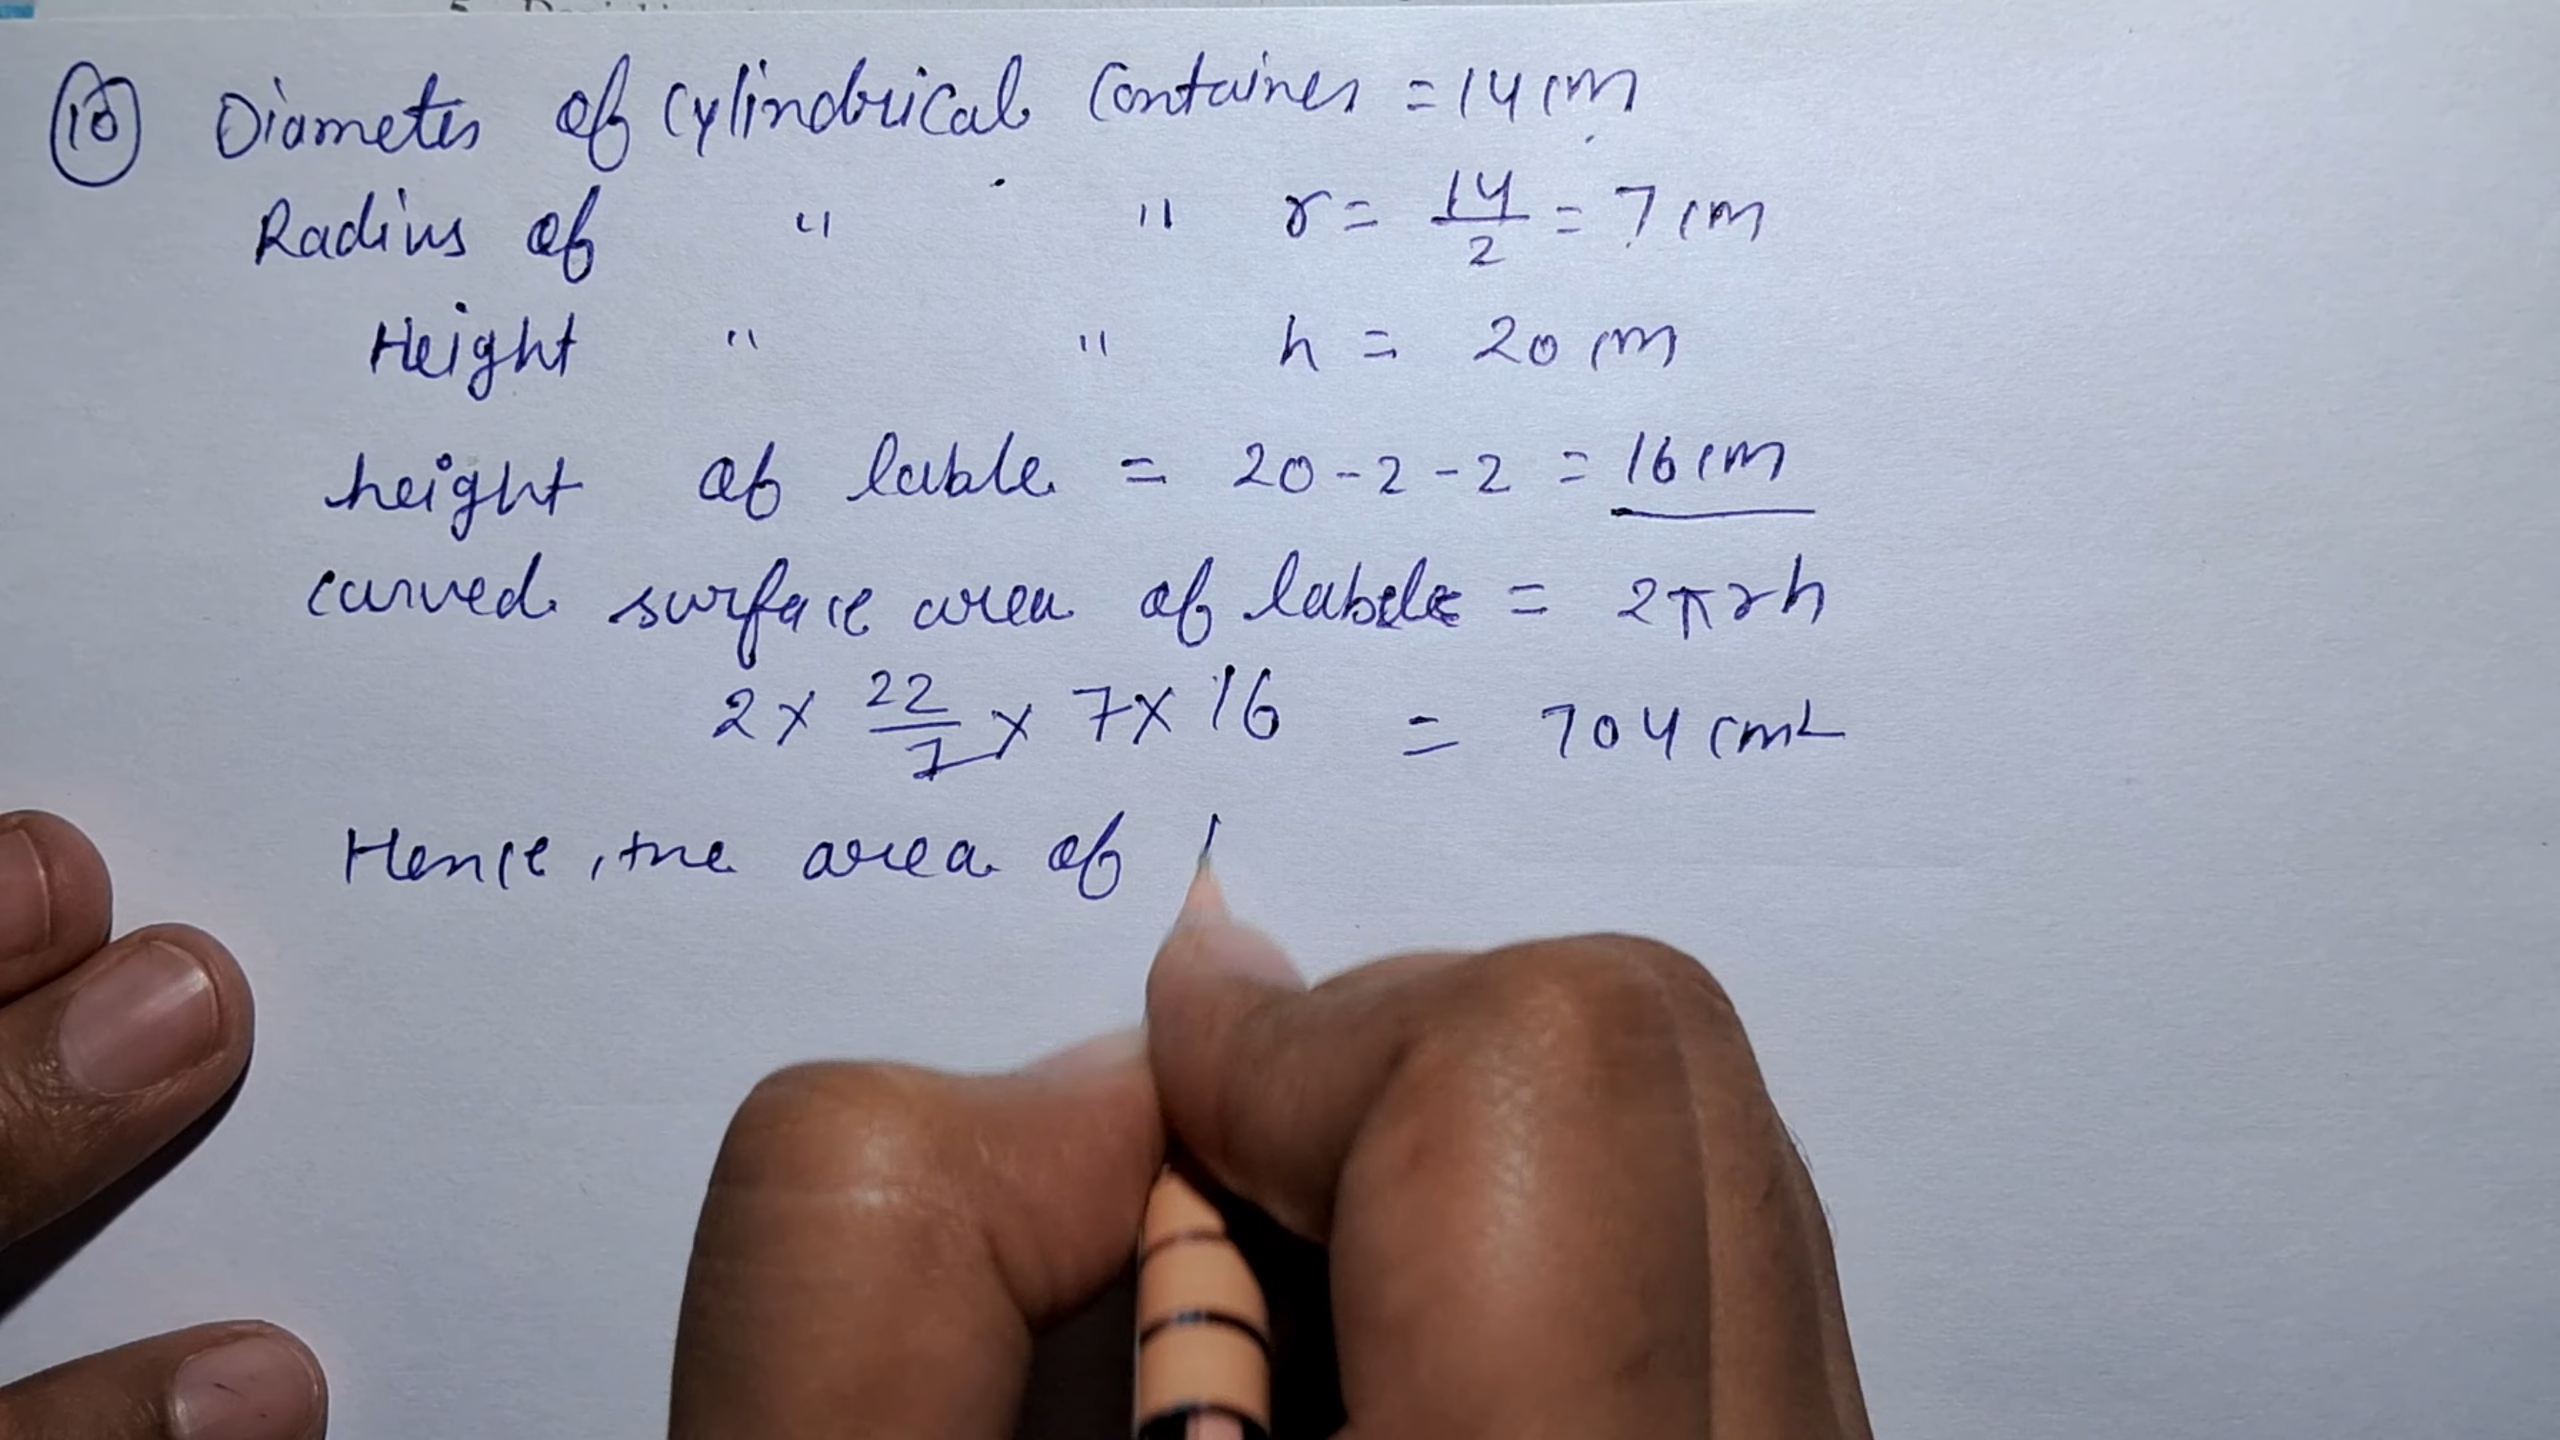 10 Diameter of cylindrical Container = 14 cm
Radius of " " r = 14/2 = 7 cm
Height " " h = 20 cm
height of lable = 20 - 2 - 2 = 16 cm
curved surface area of label = 2πrh
2 × 22/7 × 7 × 16 = 704 cm²
Hence, the area of